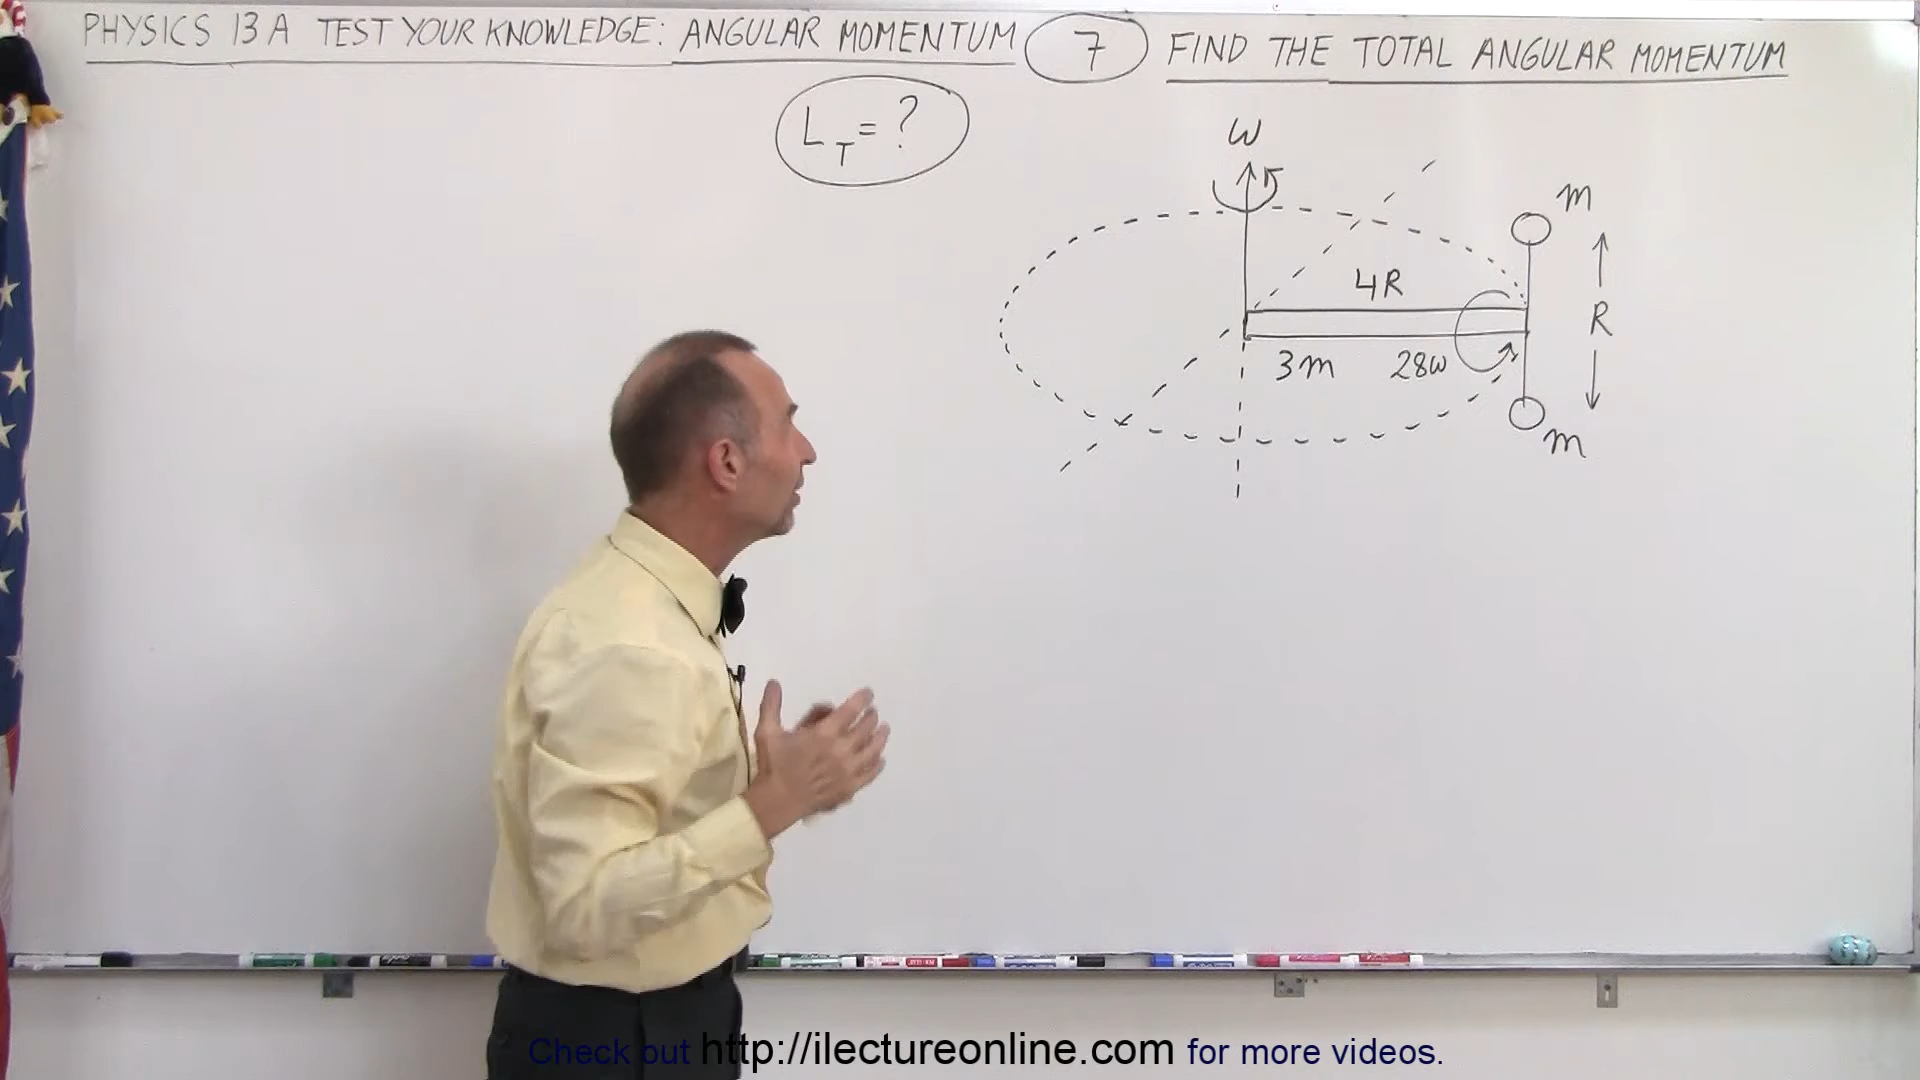 PHYSICS 13A TEST YOUR KNOWLEDGE: ANGULAR MOMENTUM 7 FIND THE TOTAL ANGULAR MOMENTUM
L_T = ?
ω
m
4R
R
3m 28ω
m
Check out http://ilectureonline.com for more videos.